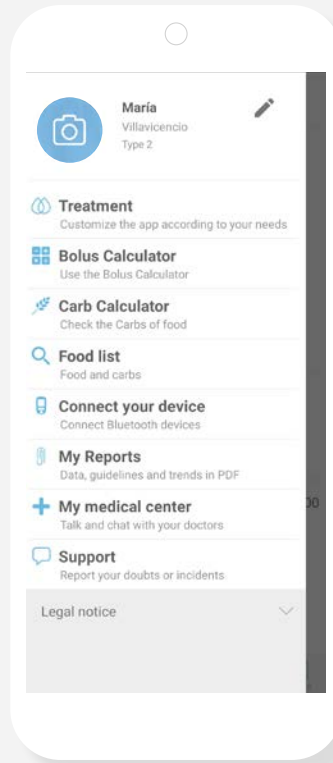 María
Villavicencio
Type 2
Treatment
Customize the app according to your needs
Bolus Calculator
Use the Bolus Calculator
Carb Calculator
Check the Carbs of food
Food list
Food and carbs
Connect your device
Connect Bluetooth devices
My Reports
Data, guidelines and trends in PDF
My medical center
Talk and chat with your doctors
00
Support
Report your doubts or incidents
Legal notice